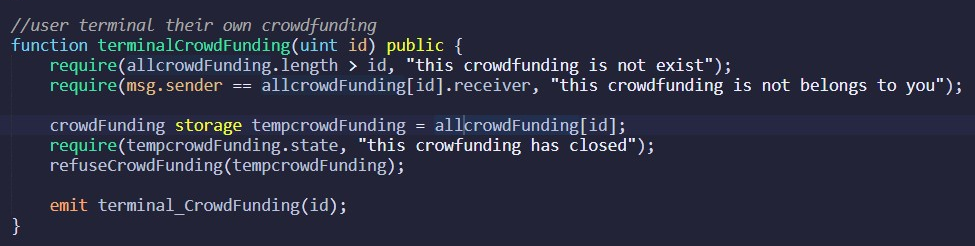 //user terminal their own crowdfunding
function terminalCrowdFunding(uint id) public {
    require(allcrowdFunding.length > id, "this crowdfunding is not exist");
    require(msg.sender == allcrowdFunding[id].receiver, "this crowdfunding is not belongs to you");

    crowdFunding storage tempcrowdFunding = allcrowdFunding[id];
    require(tempcrowdFunding.state, "this crowfunding has closed");
    refuseCrowdFunding(tempcrowdFunding);

    emit terminal_CrowdFunding(id);
}